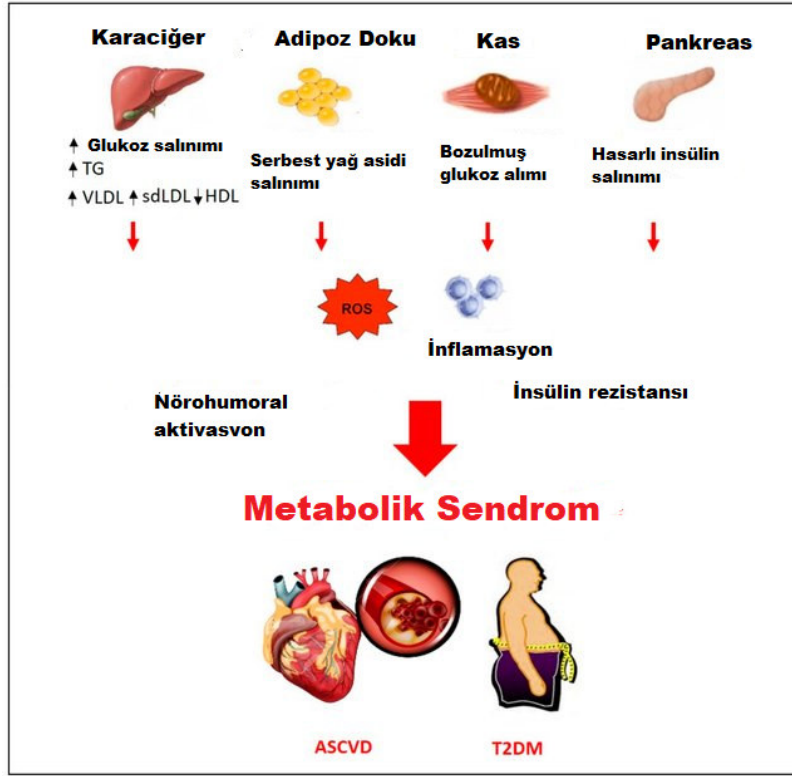 Karaciğer
Adipoz Doku
Kas
Pankreas
↑ Glukoz salınımı
↑ TG
↑ VLDL ↑ sdLDL ↓ HDL
Serbest yağ asidi
salınımı
Bozulmuş
glukoz alımı
Hasarlı insülin
salınımı
ROS
İnflamasyon
Nörohumoral
aktivasvon
İnsülin rezistansı
Metabolik Sendrom
ASCVD
T2DM